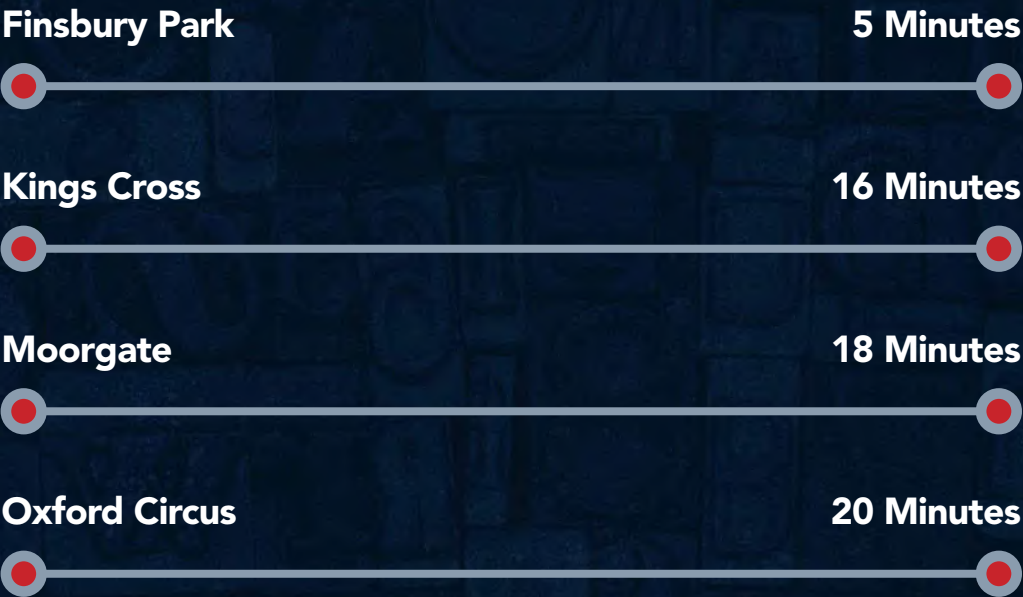 Finsbury Park 5 Minutes
Kings Cross 16 Minutes
Moorgate 18 Minutes
Oxford Circus 20 Minutes